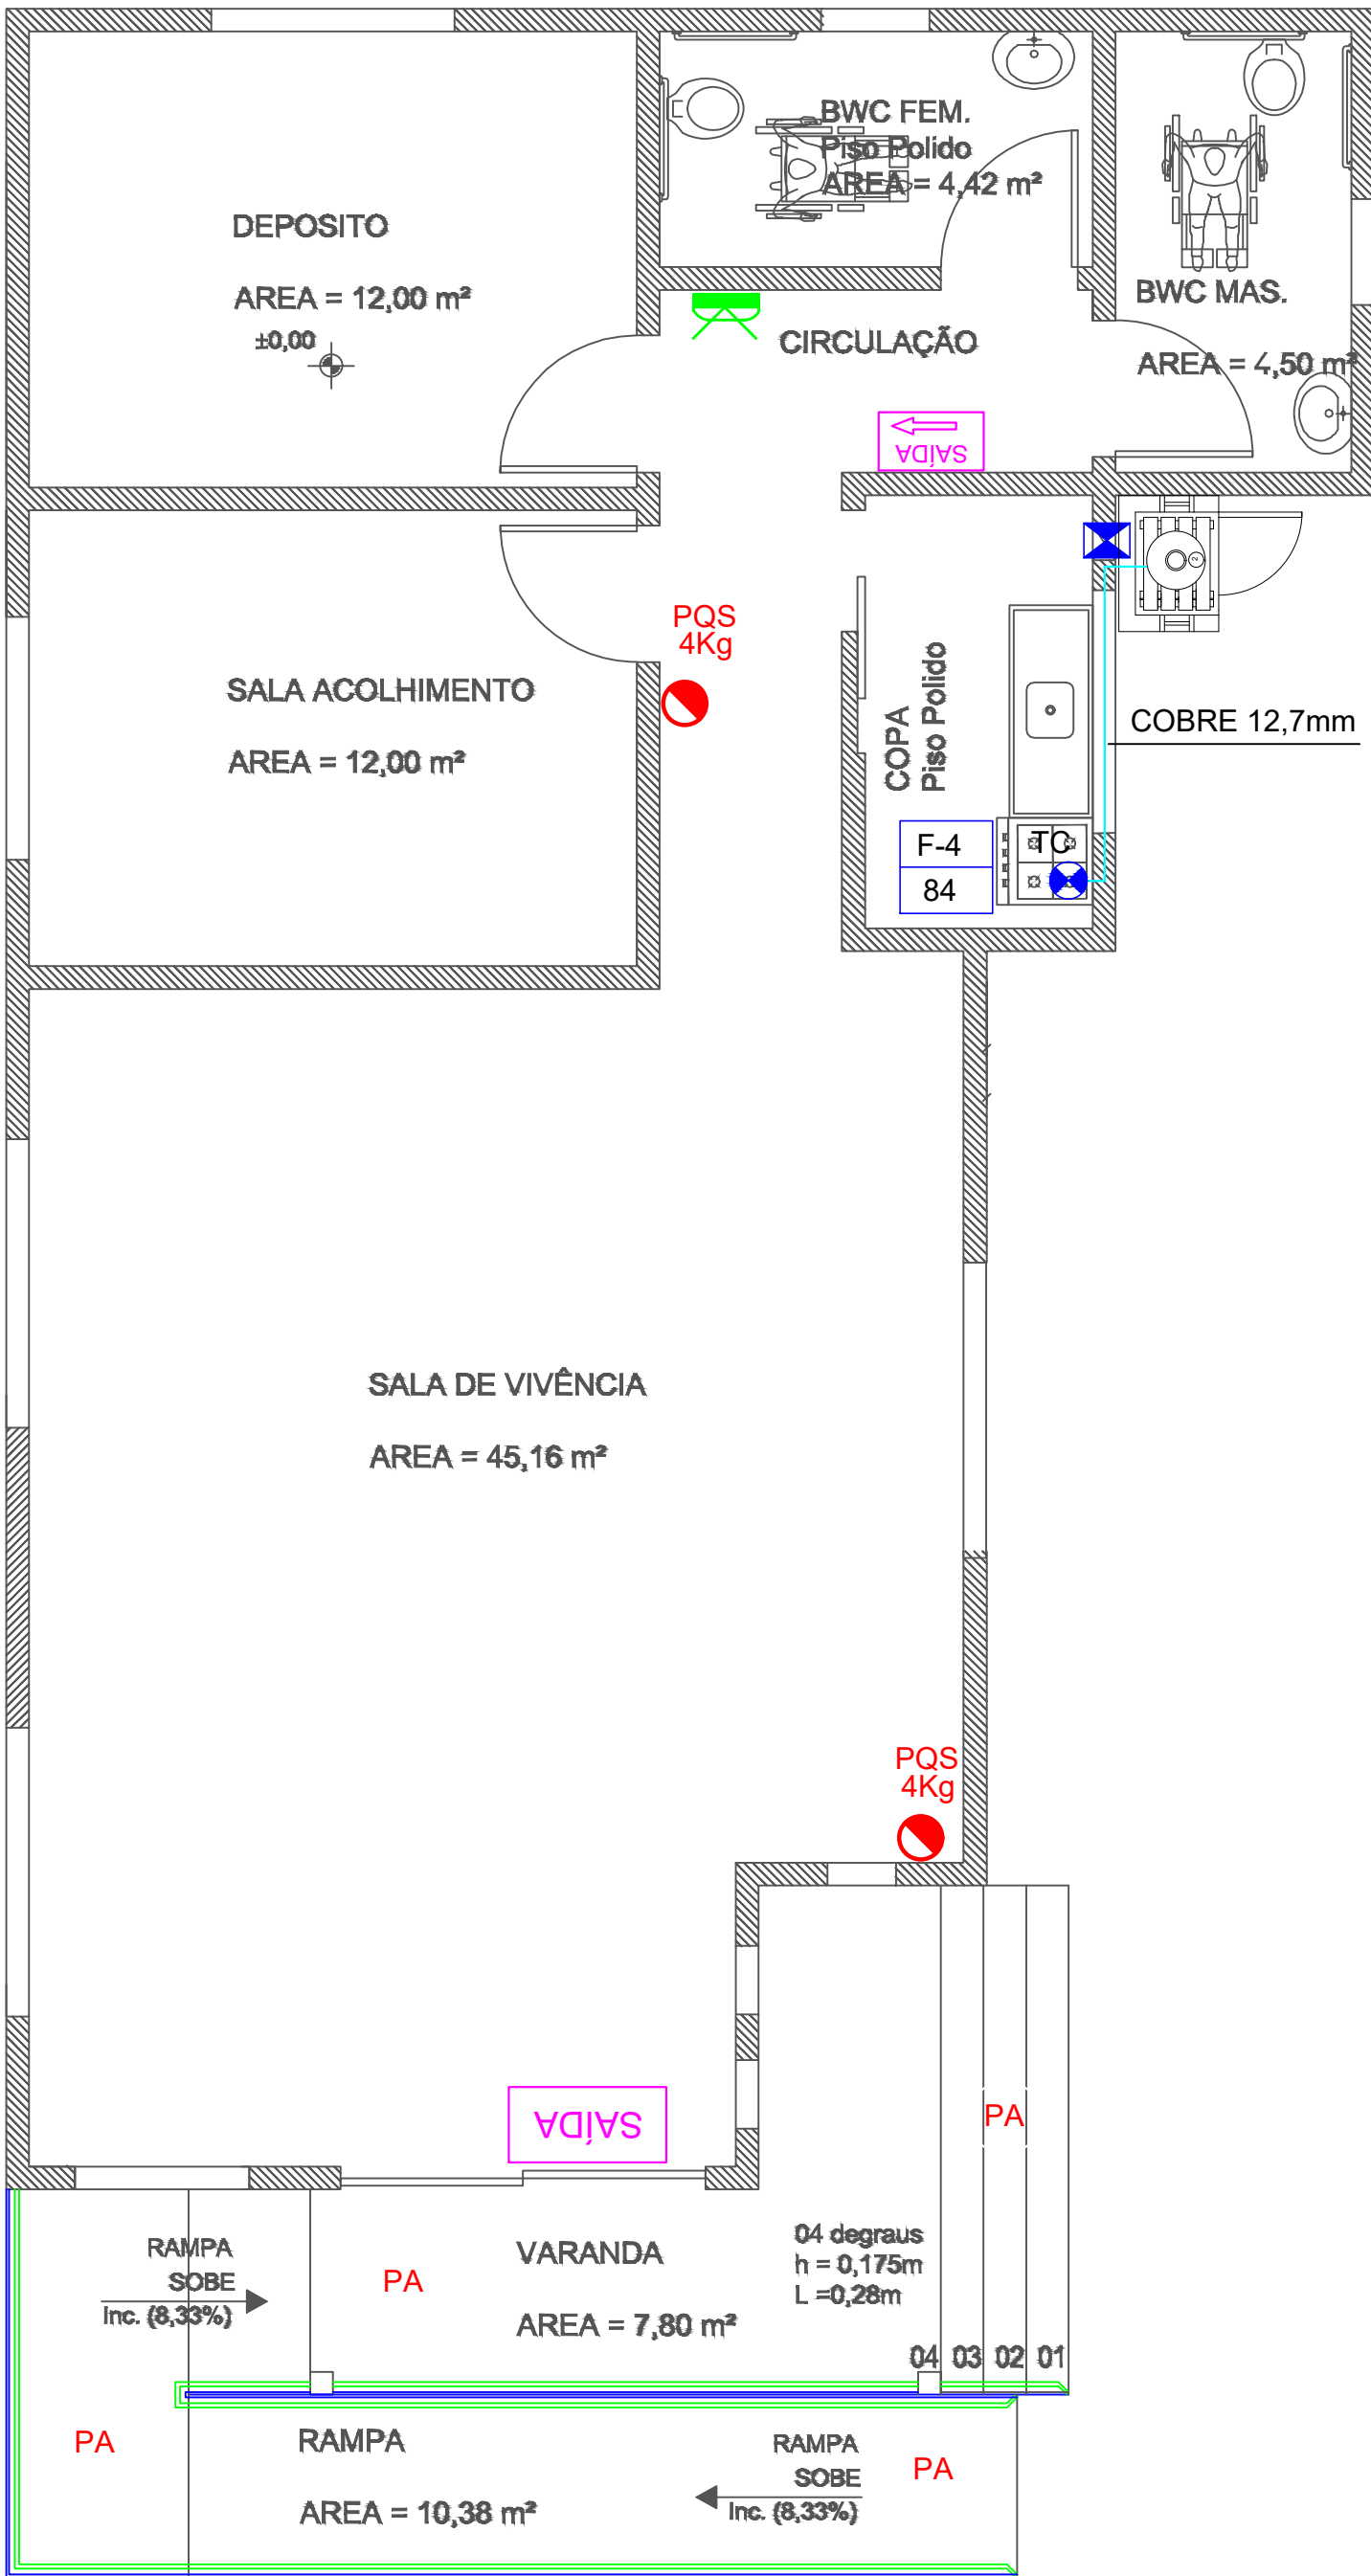 BWC FEM.
Piso Polido
AREA = 4,42 m²
DEPOSITO
AREA = 12,00 m²
±0,00
BWC MAS.
AREA = 4,50 m²
CIRCULAÇÃO
SAÍDA
2
PQS
4Kg
SALA ACOLHIMENTO
AREA = 12,00 m²
COPA
Piso Polido
COBRE 12,7mm
F-4
84
TC
SALA DE VIVÊNCIA
AREA = 45,16 m²
PQS
4Kg
SAÍDA
PA
RAMPA
SOBE
Inc. (8,33%)
PA
VARANDA
AREA = 7,80 m²
04 degraus
h = 0,175m
L =0,28m
04 03 02 01
PA
RAMPA
AREA = 10,38 m²
RAMPA
SOBE
Inc. (8,33%)
PA